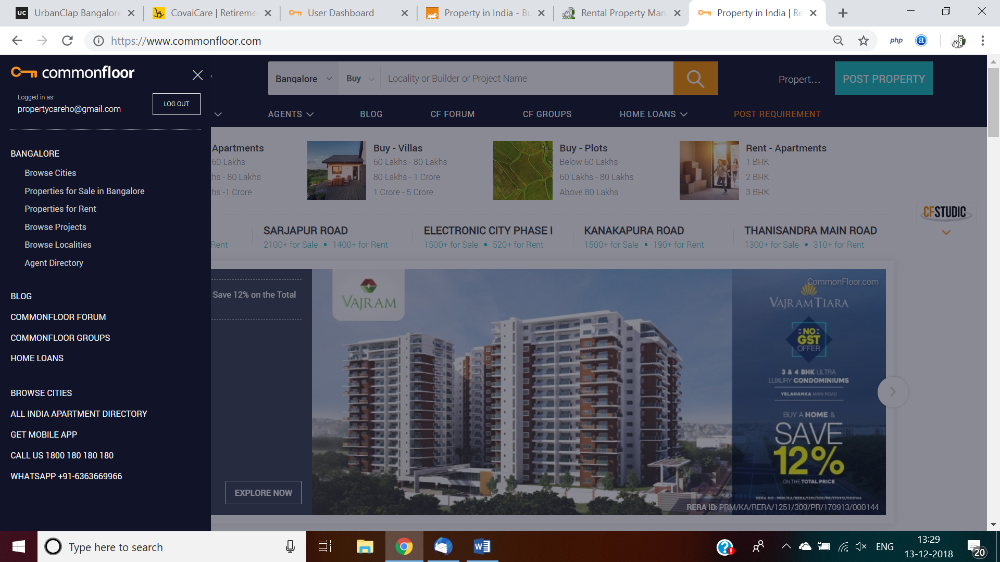 UC UrbanClap Bangalore
CovaiCare | Retireme
User Dashboard
Property in India - Bu
Rental Property Man
Property in India | Re
https://www.commonfloor.com
php
a
commonfloor
Logged in as:
propertycareho@gmail.com
LOG OUT
BANGALORE
Browse Cities
Properties for Sale in Bangalore
Properties for Rent
Browse Projects
Browse Localities
Agent Directory
BLOG
COMMONFLOOR FORUM
COMMONFLOOR GROUPS
HOME LOANS
BROWSE CITIES
ALL INDIA APARTMENT DIRECTORY
GET MOBILE APP
CALL US 1800 180 180 180
WHATSAPP +91-6363669966
Bangalore
Buy
Locality or Builder or Project Name
Propert...
POST PROPERTY
AGENTS
BLOG
CF FORUM
CF GROUPS
HOME LOANS
POST REQUIREMENT
Apartments
60 Lakhs
hs - 80 Lakhs
hs -1 Crore
Buy - Villas
60 Lakhs - 80 Lakhs
80 Lakhs - 1 Crore
1 Crore - 5 Crore
Buy - Plots
Below 60 Lakhs
60 Lakhs - 80 Lakhs
Above 80 Lakhs
Rent - Apartments
1 BHK
2 BHK
3 BHK
CFSTUDIO
Rent
SARJAPUR ROAD
2100+ for Sale • 1400+ for Rent
ELECTRONIC CITY PHASE I
1500+ for Sale • 520+ for Rent
KANAKAPURA ROAD
1500+ for Sale • 190+ for Rent
THANISANDRA MAIN ROAD
1300+ for Sale • 310+ for Rent
Save 12% on the Total
EXPLORE NOW
VAJRAM
CommonFloor.com
VAJRAM TIARA
NO
GST
OFFER
3 & 4 BHK ULTRA
LUXURY CONDOMINIUMS
YELAHANKA MAIN ROAD
BUY A HOME &
SAVE
12%
ON THE TOTAL PRICE
RERA NO : PRM/KA/RERA/1251/309/PR/170913/000144
RERA ID: PRM/KA/RERA/1251/309/PR/170913/000144
Type here to search
ENG
13:29
13-12-2018
20